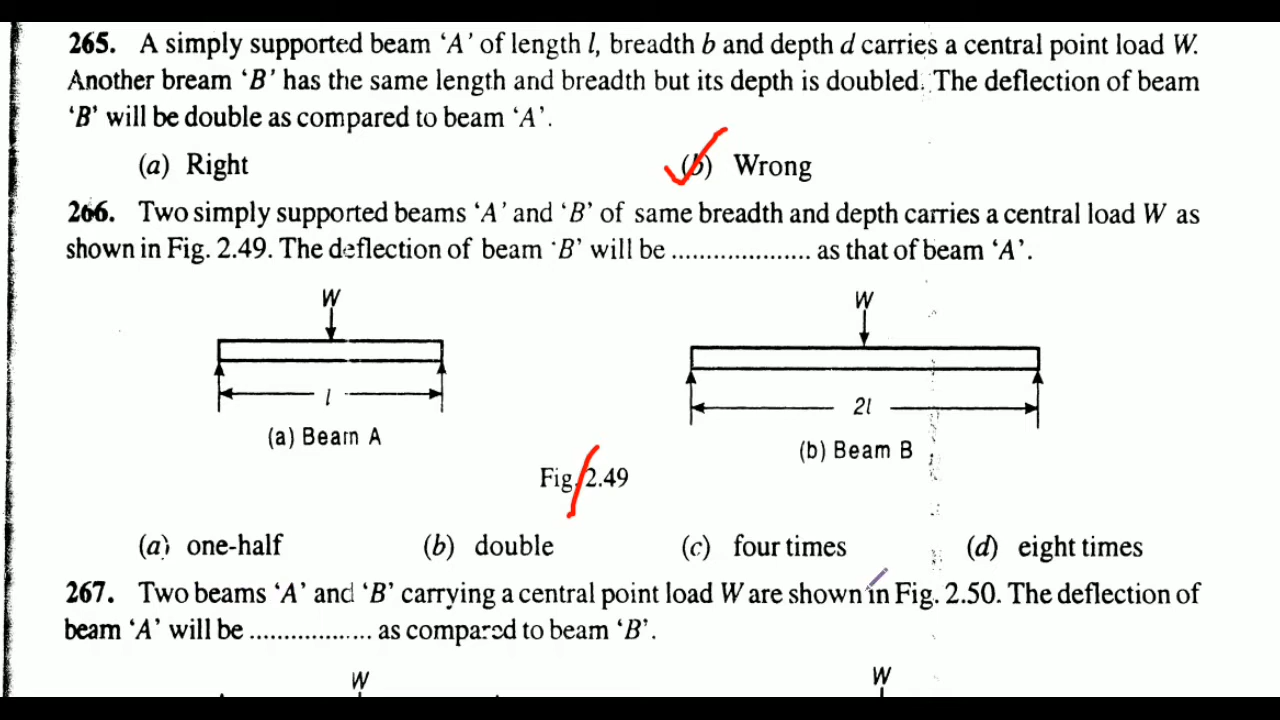 265. A simply supported beam ‘A’ of length l, breadth b and depth d carries a central point load W.
Another bream ‘B’ has the same length and breadth but its depth is doubled. The deflection of beam
‘B’ will be double as compared to beam ‘A’.
(a) Right (b) Wrong
266. Two simply supported beams ‘A’ and ‘B’ of same breadth and depth carries a central load W as
shown in Fig. 2.49. The deflection of beam ‘B’ will be .................... as that of beam ‘A’.
W W
l 2l
(a) Beam A (b) Beam B
Fig. 2.49
(a) one-half (b) double (c) four times (d) eight times
267. Two beams ‘A’ and ‘B’ carrying a central point load W are shown in Fig. 2.50. The deflection of
beam ‘A’ will be .................. as compared to beam ‘B’.
W W